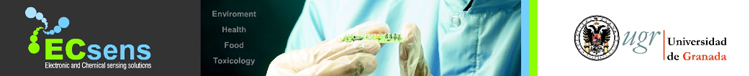 ECsens
Electronic and Chemical sensing solutions
Enviroment
Health
Food
Toxicology
ugr
Universidad
de Granada